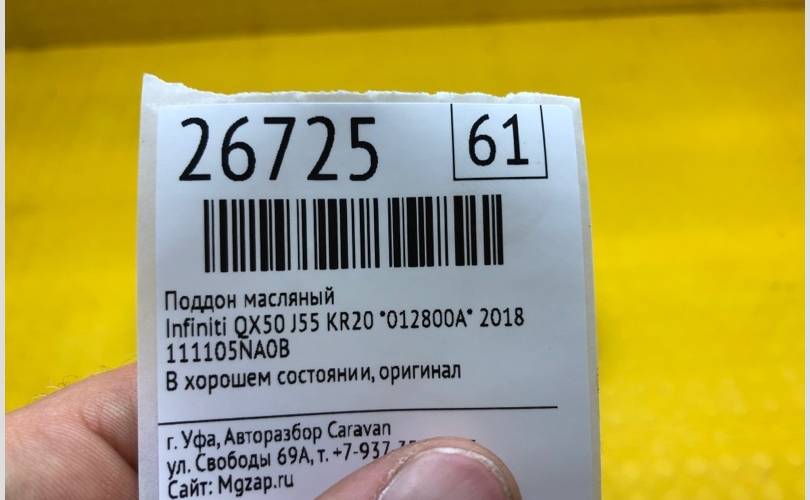 26725
61
Поддон масляный
Infiniti QX50 J55 KR20 *012800A* 2018
111105NA0B
В хорошем состоянии, оригинал
г. Уфа, Авторазбор Caravan
ул. Свободы 69А, т. +7-937
Сайт: Mgzap.ru